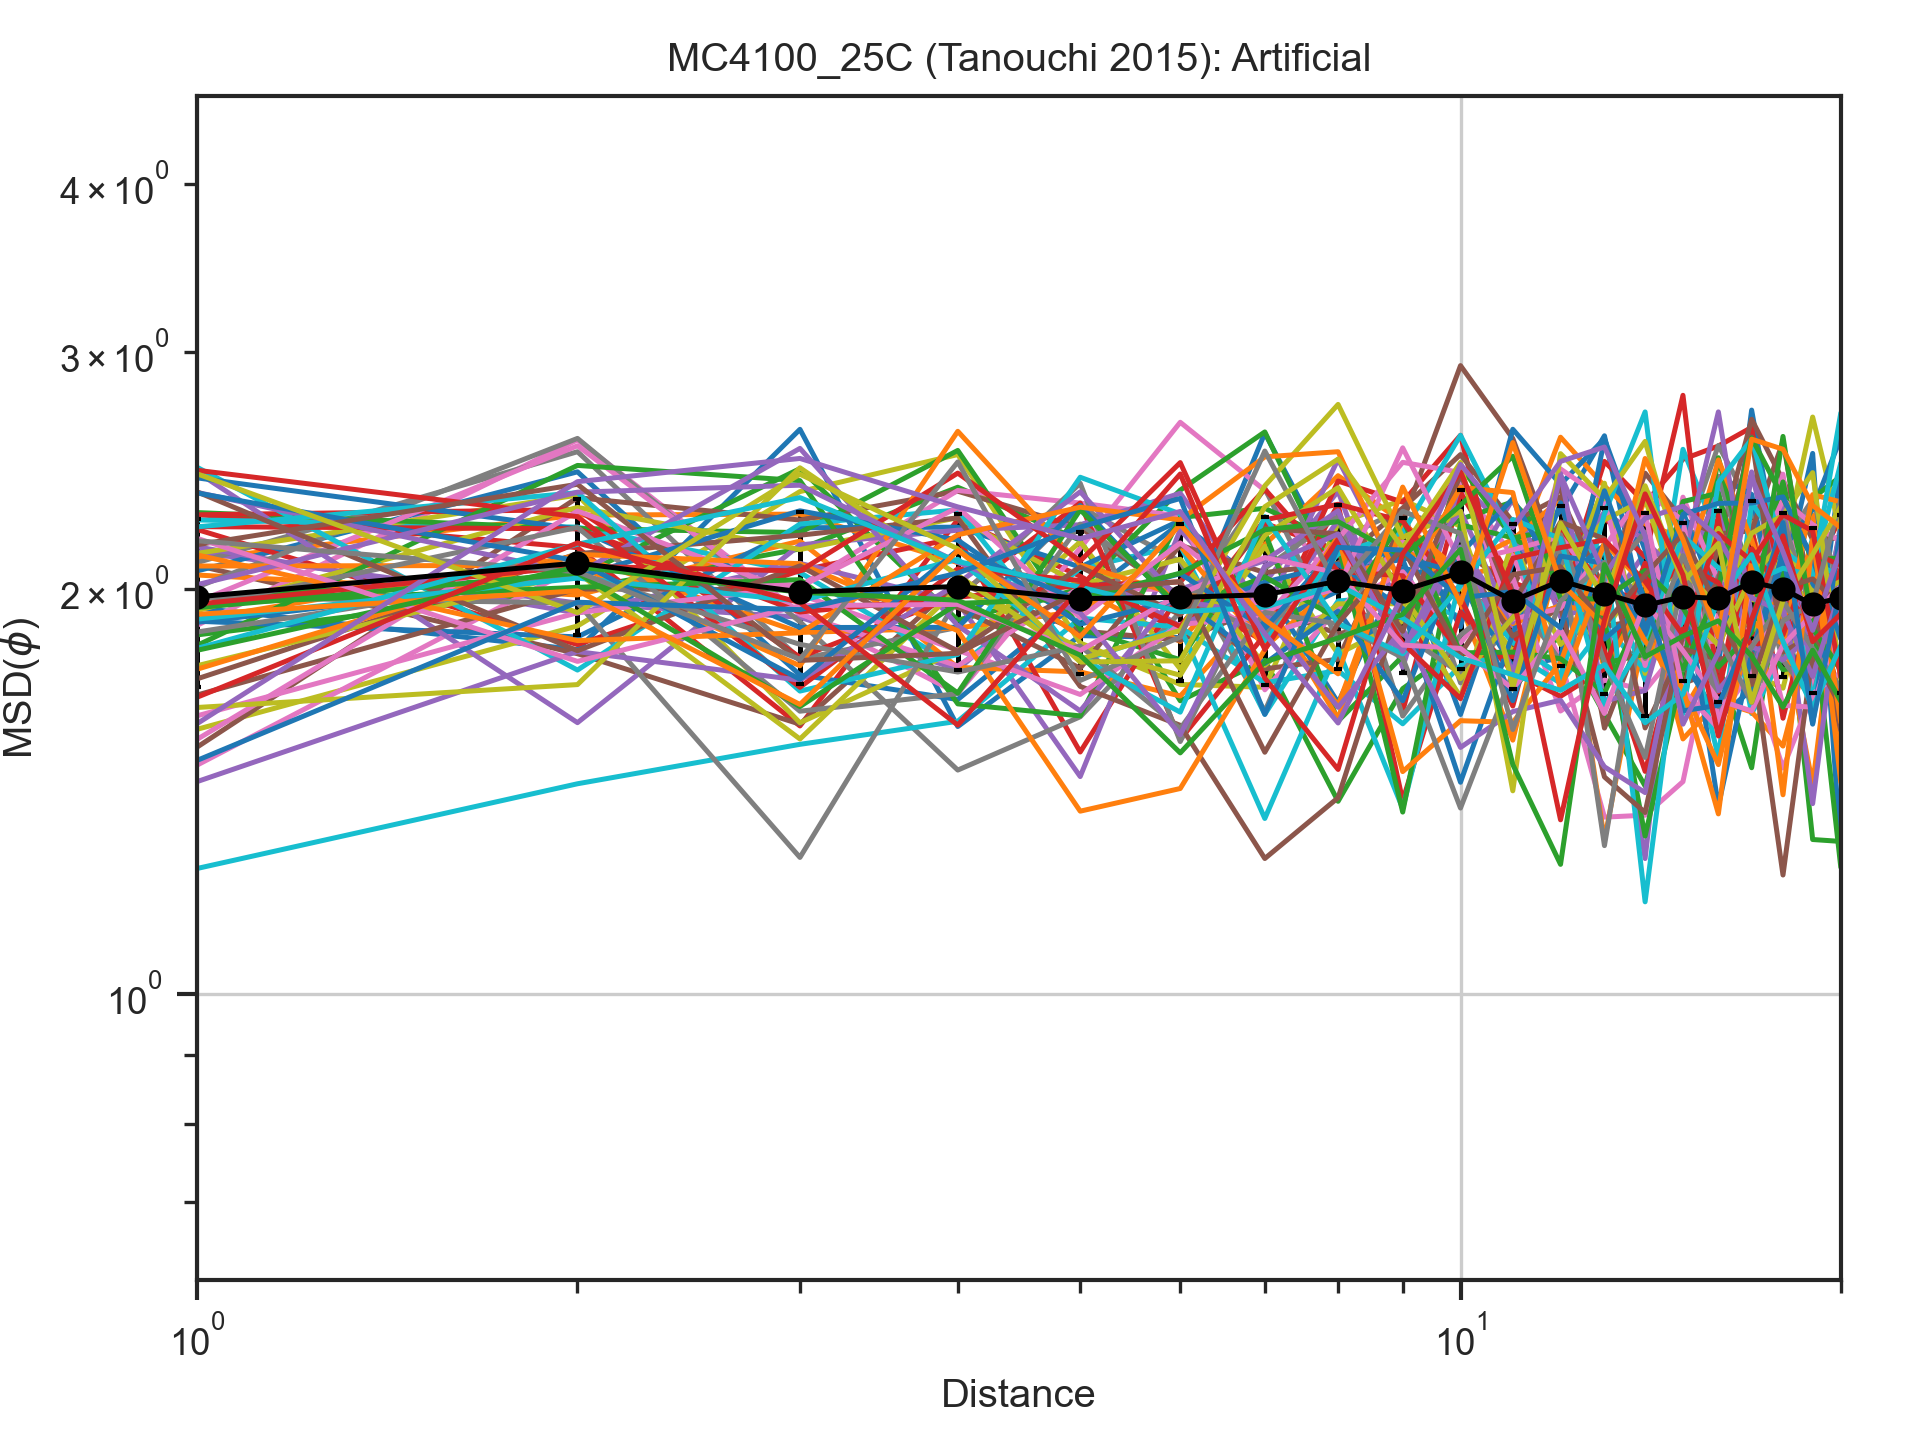 MC4100_25C (Tanouchi 2015): Artificial
4 × 10⁰
3 × 10⁰
2 × 10⁰
10⁰
MSD(ϕ)
10⁰ 10¹
Distance